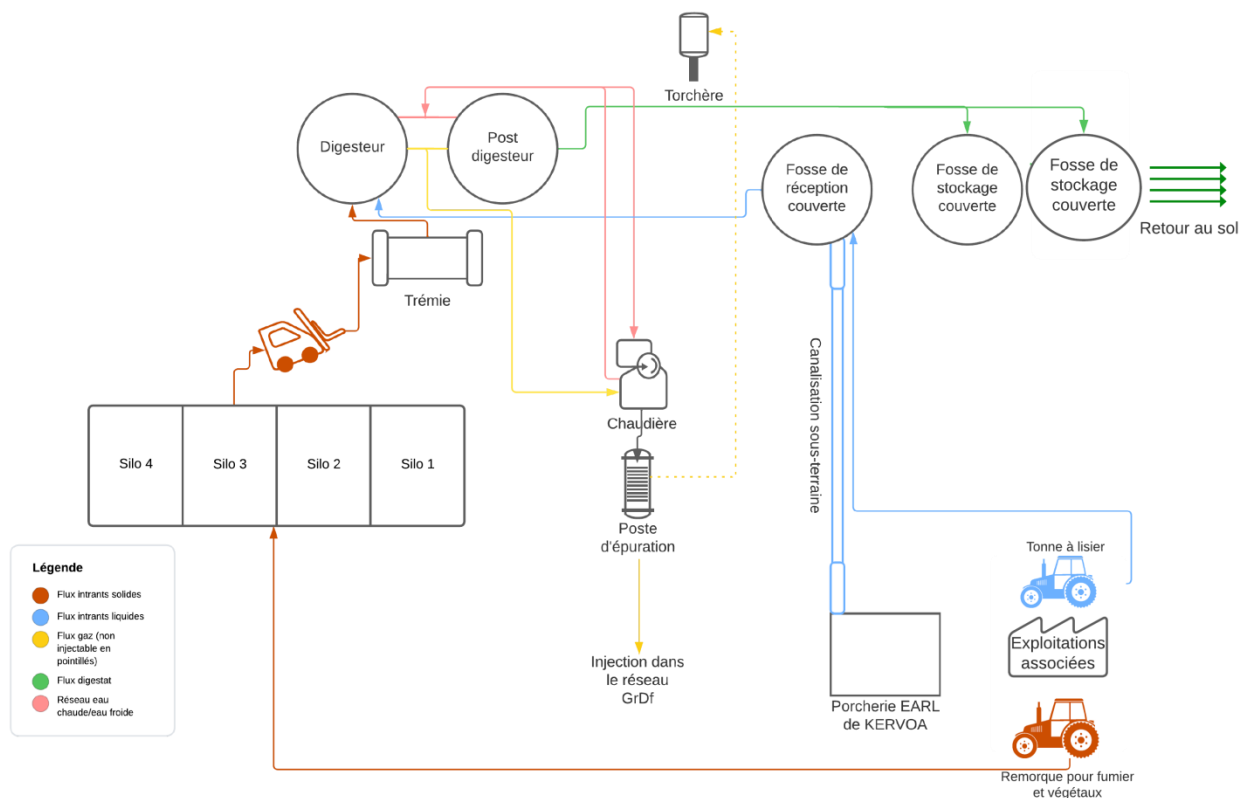 Torchère
Digesteur
Post
digesteur
Fosse de
réception
couverte
Fosse de
stockage
couverte
Fosse de
stockage
couverte
Retour au sol
Trémie
Canalisation sous-terraine
Chaudière
Silo 4
Silo 3
Silo 2
Silo 1
Poste
d'épuration
Tonne à lisier
Légende
Flux intrants solides
Flux intrants liquides
Flux gaz (non
injectable en
pointillés)
Flux digestat
Réseau eau
chaude/eau froide
Exploitations
associées
Injection dans
le réseau
GrDf
Porcherie EARL
de KERVOA
Remorque pour fumier
et végétaux